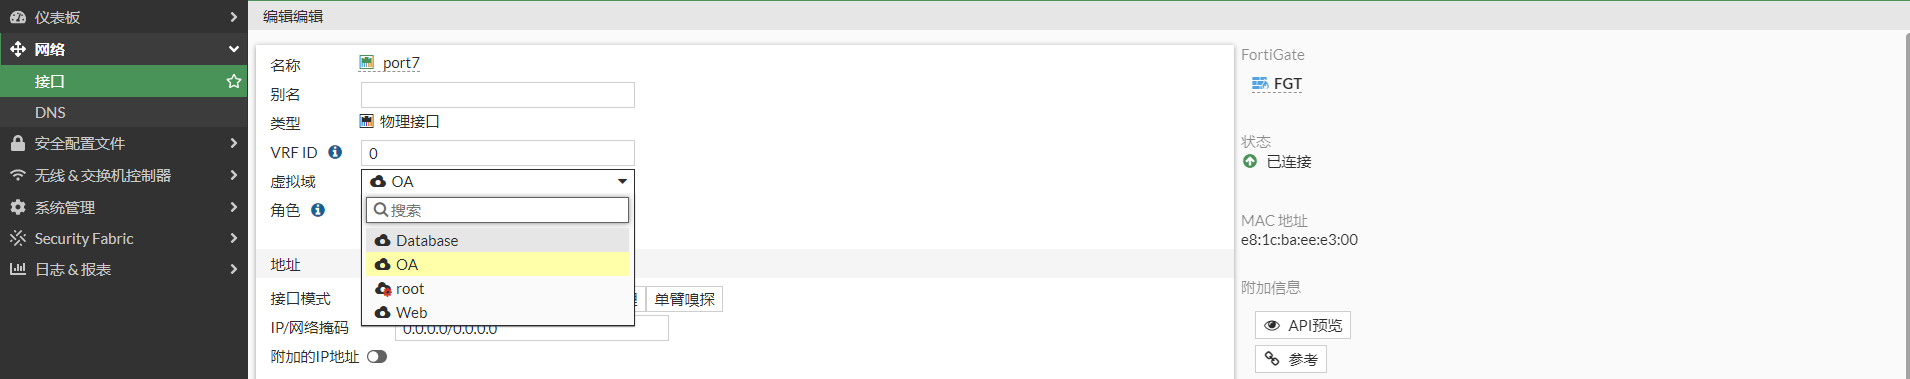 仪表板
网络
接口
DNS
安全配置文件
无线 & 交换机控制器
系统管理
Security Fabric
日志 & 报表
编辑编辑
名称 port7
别名
类型 物理接口
VRF ID 0
虚拟域 OA
角色 搜索
Database
OA
root
Web
地址
接口模式 单臂嗅探
IP/网络掩码 0.0.0.0/0.0.0.0
附加的IP地址
FortiGate
FGT
状态
已连接
MAC 地址
e8:1c:ba:ee:e3:00
附加信息
API预览
参考